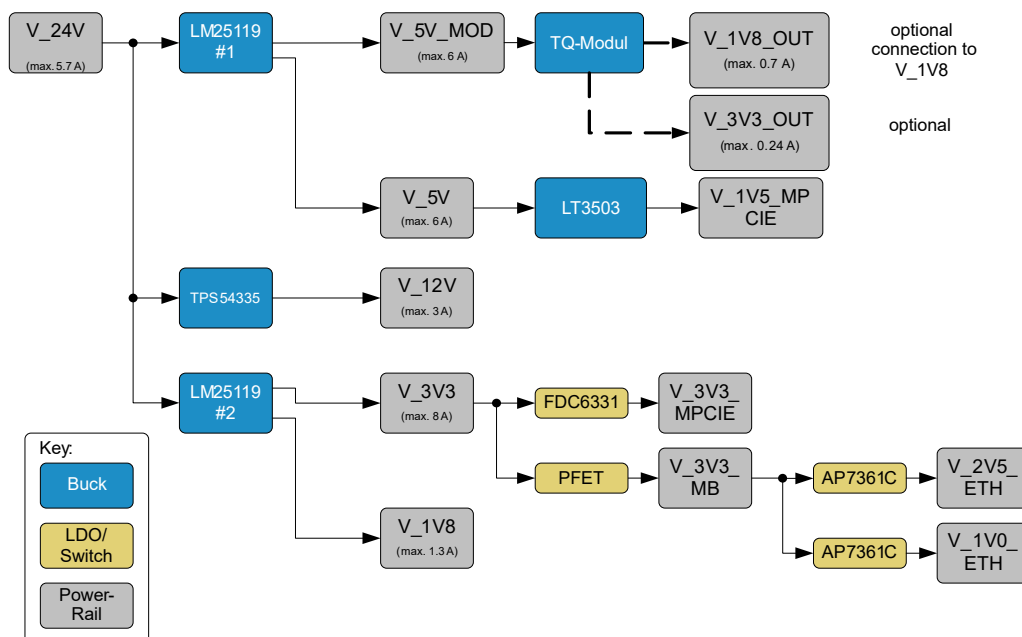 V_24V
(max. 5.7 A)
LM25119
#1
V_5V_MOD
(max. 6 A)
TQ-Modul
V_1V8_OUT
(max. 0.7 A)
optional
connection to
V_1V8
V_3V3_OUT
(max. 0.24 A)
optional
V_5V
(max. 6 A)
LT3503
V_1V5_MP
CIE
TPS54335
V_12V
(max. 3 A)
LM25119
#2
V_3V3
(max. 8 A)
FDC6331
V_3V3_
MPCIE
PFET
V_3V3_
MB
AP7361C
V_2V5_
ETH
V_1V8
(max. 1.3 A)
AP7361C
V_1V0_
ETH
Key:
Buck
LDO/
Switch
Power-
Rail